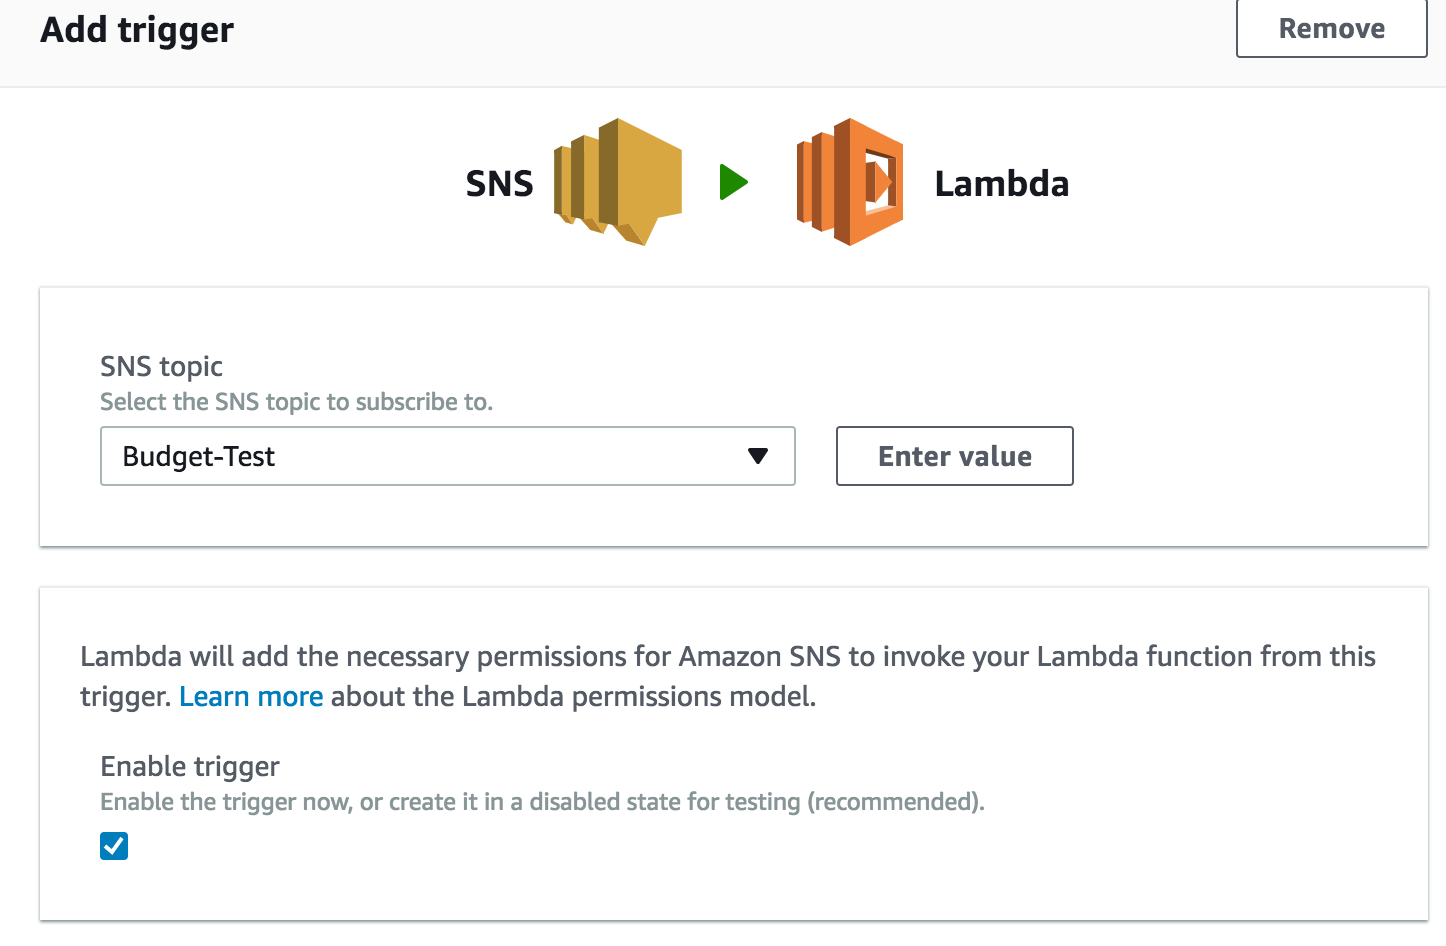 Add trigger
Remove
SNS
Lambda
SNS topic
Select the SNS topic to subscribe to.
Budget-Test
Enter value
Lambda will add the necessary permissions for Amazon SNS to invoke your Lambda function from this
trigger. Learn more about the Lambda permissions model.
Enable trigger
Enable the trigger now, or create it in a disabled state for testing (recommended).